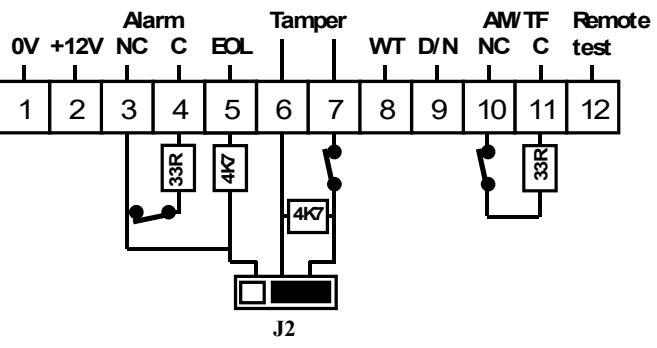 Alarm Tamper AM/TF Remote
0V +12V NC C EOL WT D/N NC C test
1 2 3 4 5 6 7 8 9 10 11 12
33R 4K7 33R
4K7
J2